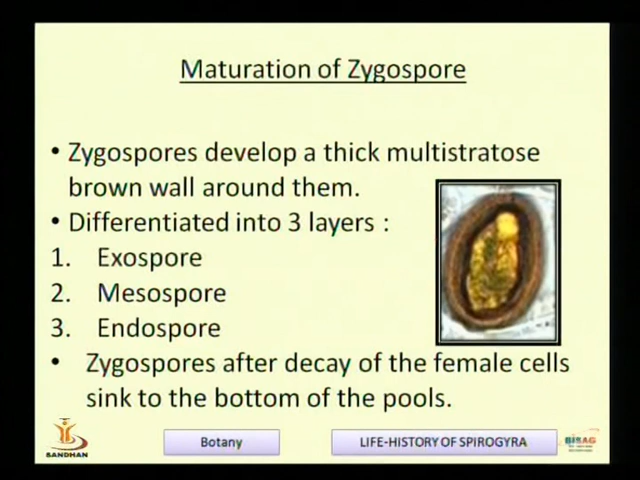 Maturation of Zygospore
• Zygospores develop a thick multistratose
brown wall around them.
• Differentiated into 3 layers :
1. Exospore
2. Mesospore
3. Endospore
• Zygospores after decay of the female cells
sink to the bottom of the pools.
SANDHAN
Botany
LIFE-HISTORY OF SPIROGYRA
BISAG